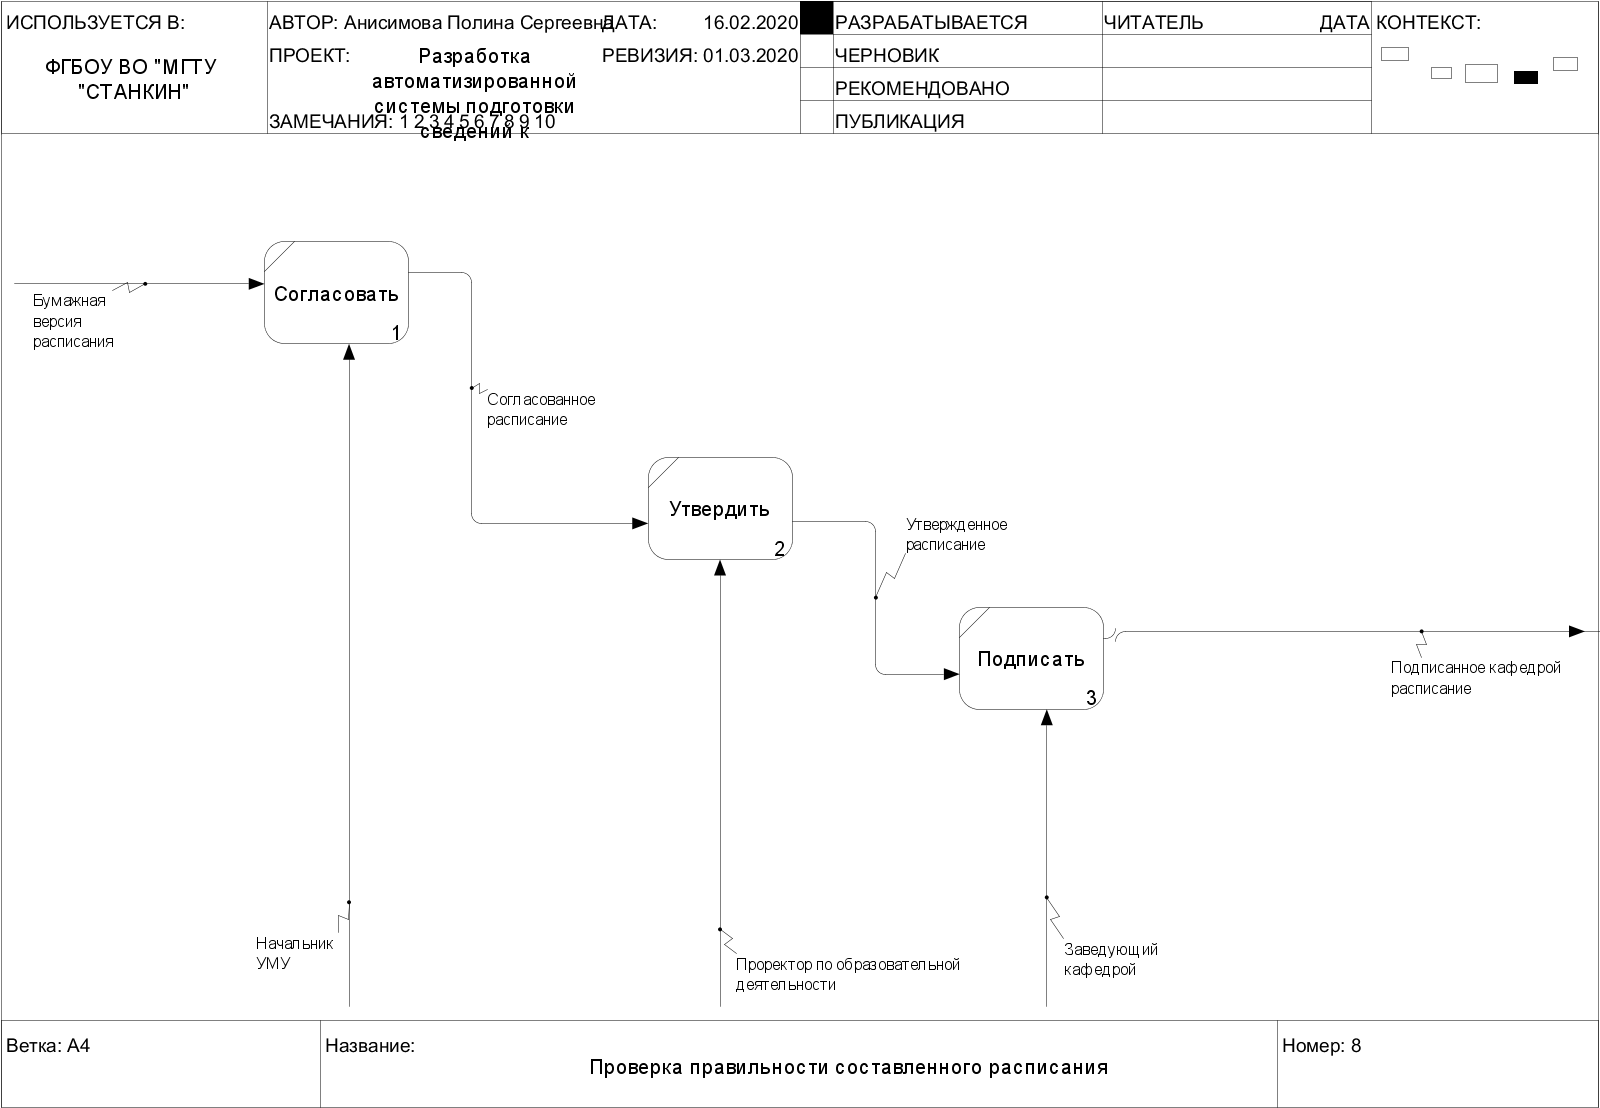 ИСПОЛЬЗУЕТСЯ В:
ФГБОУ ВО "МГТУ
"СТАНКИН"
АВТОР: Анисимова Полина Сергеевна
ДАТА: 16.02.2020
ПРОЕКТ:
Разработка
автоматизированной
системы подготовки
сведений к
РЕВИЗИЯ: 01.03.2020
ЗАМЕЧАНИЯ: 1 2 3 4 5 6 7 8 9 10
РАЗРАБАТЫВАЕТСЯ
ЧЕРНОВИК
РЕКОМЕНДОВАНО
ПУБЛИКАЦИЯ
ЧИТАТЕЛЬ
ДАТА
КОНТЕКСТ:
Бумажная
версия
расписания
Согласовать
1
Согласованное
расписание
Утвердить
2
Утвержденное
расписание
Подписать
3
Подписанное кафедрой
расписание
Начальник
УМУ
Проректор по образовательной
деятельности
Заведующий
кафедрой
Ветка: A4
Название:
Проверка правильности составленного расписания
Номер: 8